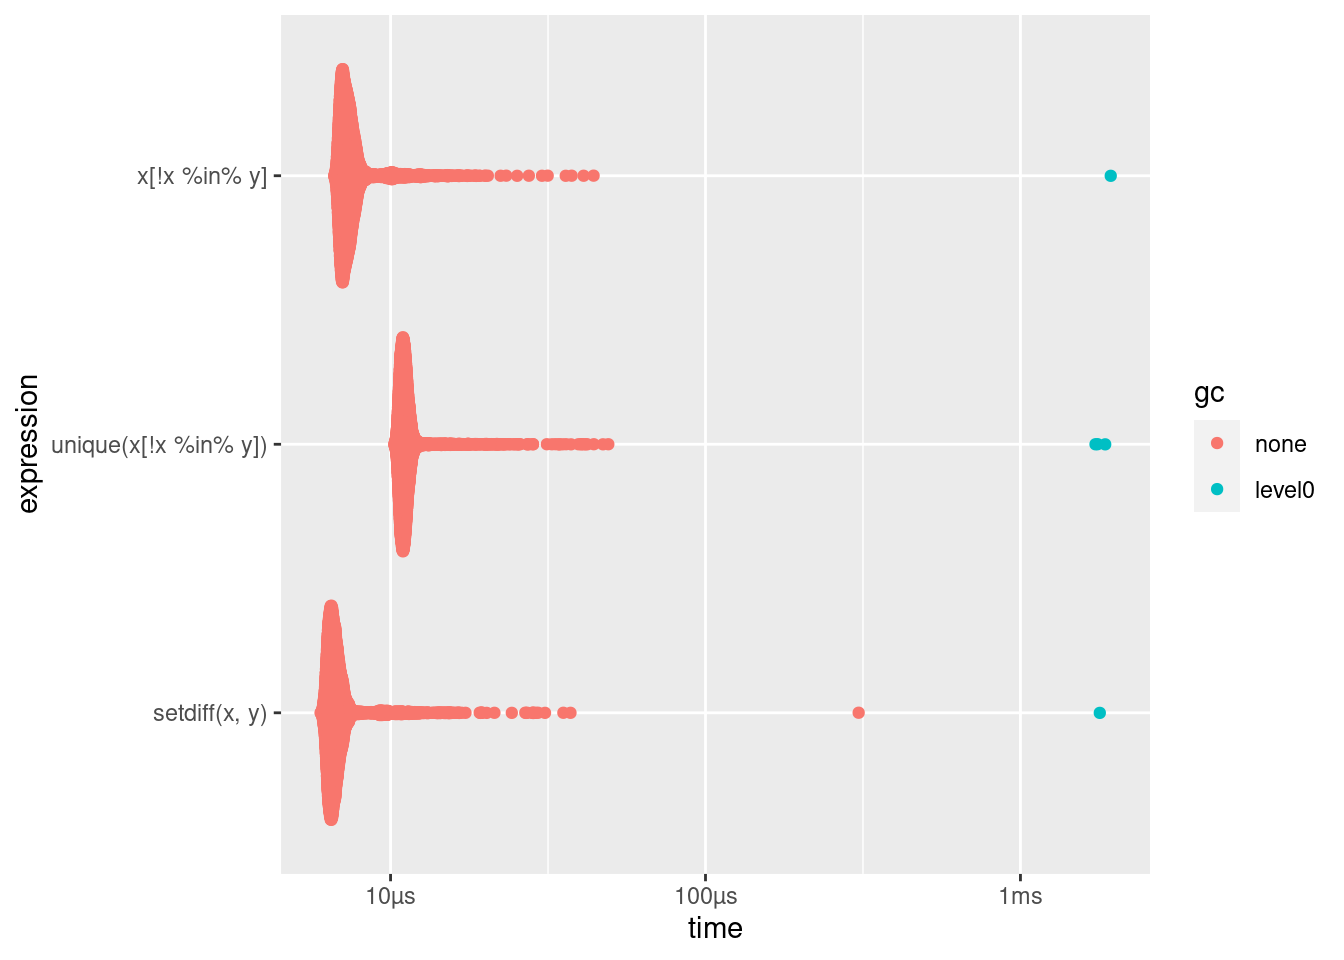 x[!x %in% y]
unique(x[!x %in% y])
setdiff(x, y)
expression
10µs
100µs
1ms
time
gc
none
level0